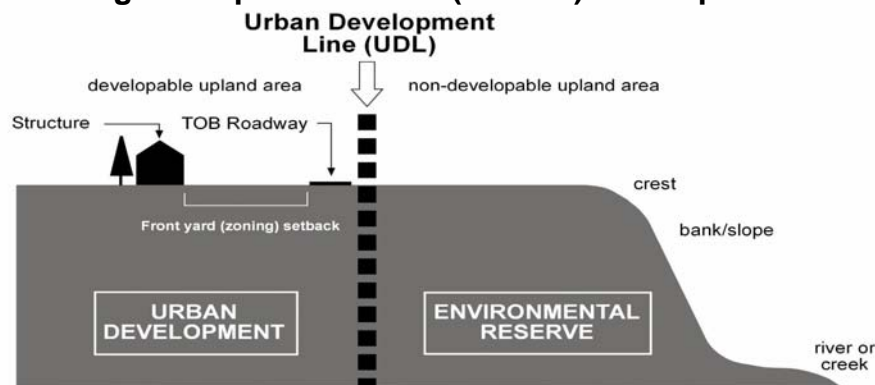 Urban Development
Line (UDL)
developable upland area
non-developable upland area
Structure
TOB Roadway
crest
Front yard (zoning) setback
bank/slope
URBAN
DEVELOPMENT
ENVIRONMENTAL
RESERVE
river or
creek